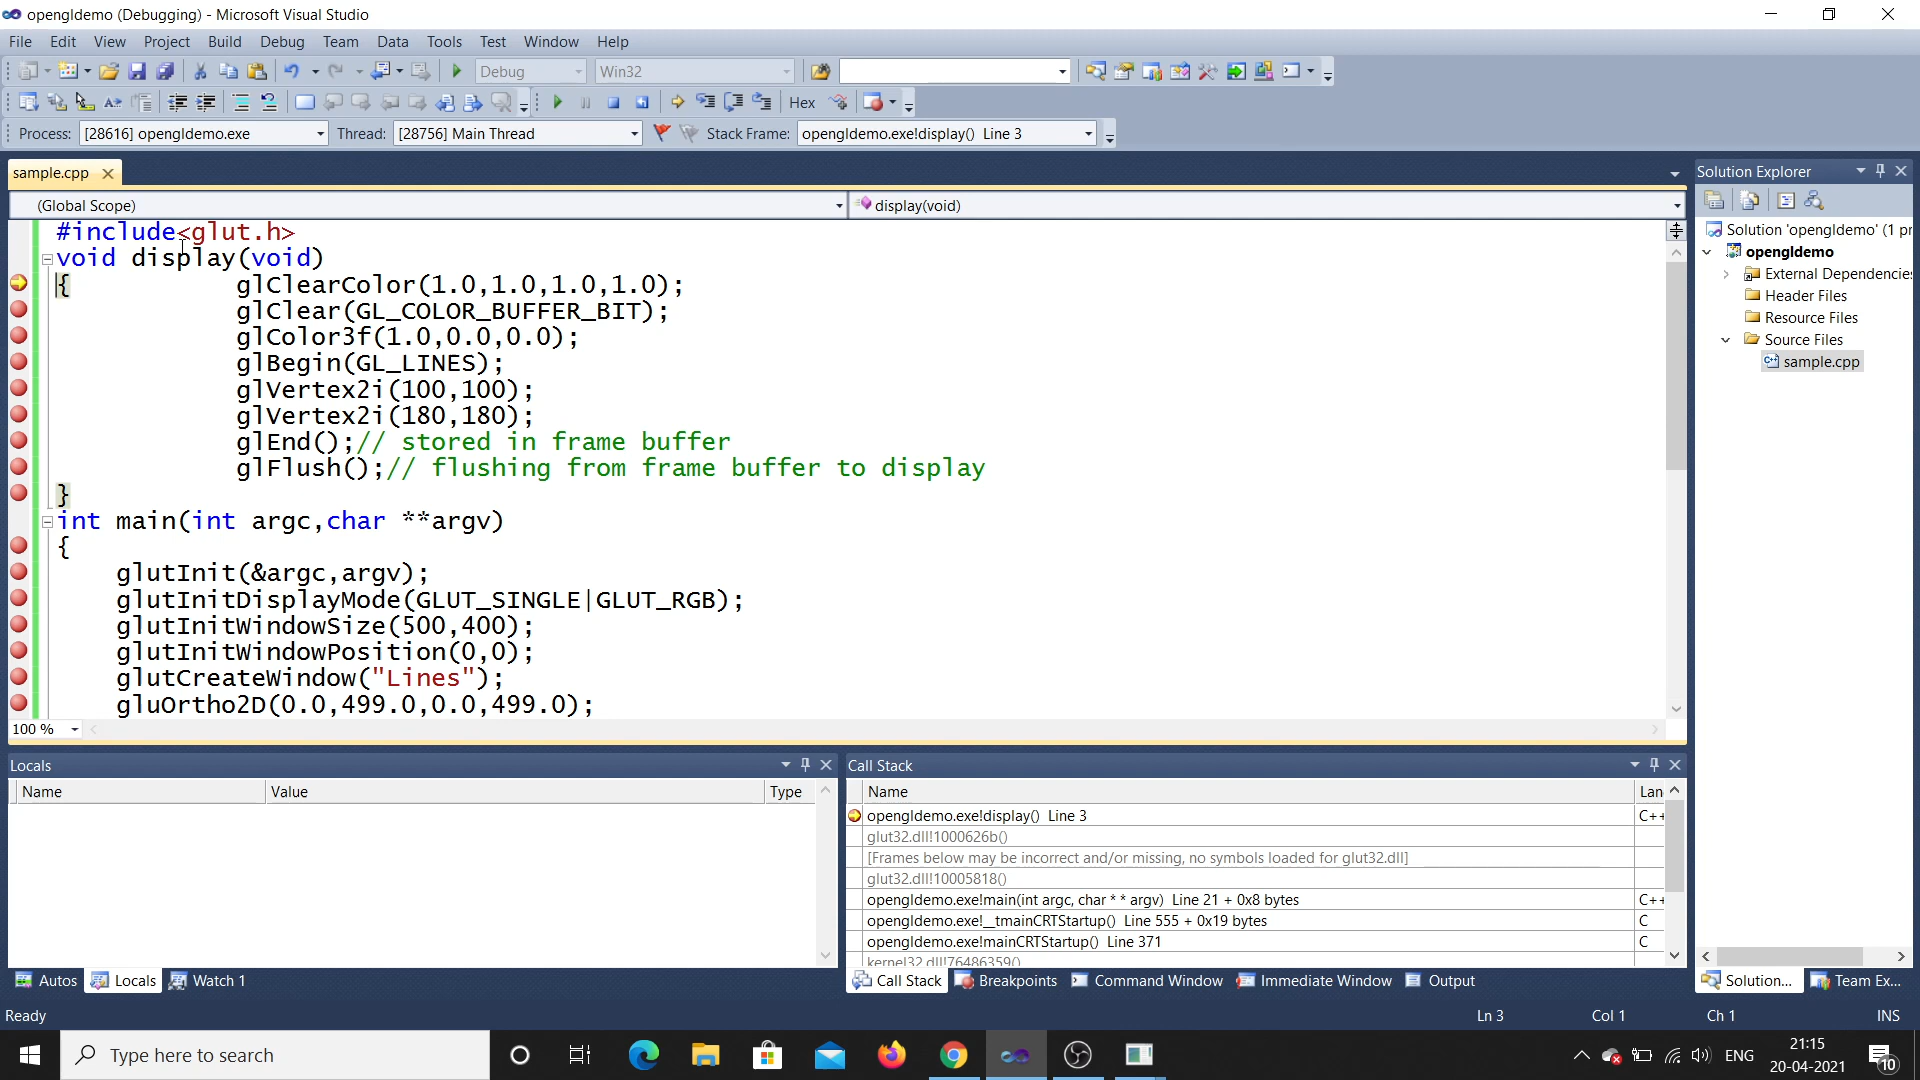 opengldemo (Debugging) - Microsoft Visual Studio
File Edit View Project Build Debug Team Data Tools Test Window Help
Debug Win32
Hex
Process: [28616] opengldemo.exe Thread: [28756] Main Thread Stack Frame: opengldemo.exe!display() Line 3
sample.cpp
Solution Explorer
(Global Scope) display(void)
#include<glut.h>
void display(void)
{ glClearColor(1.0,1.0,1.0,1.0);
glClear(GL_COLOR_BUFFER_BIT);
glColor3f(1.0,0.0,0.0);
glBegin(GL_LINES);
glVertex2i(100,100);
glVertex2i(180,180);
glEnd();// stored in frame buffer
glFlush();// flushing from frame buffer to display
}
int main(int argc,char **argv)
{
glutInit(&argc,argv);
glutInitDisplayMode(GLUT_SINGLE|GLUT_RGB);
glutInitWindowSize(500,400);
glutInitWindowPosition(0,0);
glutCreateWindow("Lines");
gluOrtho2D(0.0,499.0,0.0,499.0);
100 %
Solution 'opengldemo' (1 pr
opengldemo
External Dependencies
Header Files
Resource Files
Source Files
sample.cpp
Locals
Name Value Type
Autos Locals Watch 1
Call Stack
Name Lan
opengldemo.exe!display() Line 3 C++
glut32.dll!1000626b()
[Frames below may be incorrect and/or missing, no symbols loaded for glut32.dll]
glut32.dll!10005818()
opengldemo.exe!main(int argc, char * * argv) Line 21 + 0x8 bytes C++
opengldemo.exe!__tmainCRTStartup() Line 555 + 0x19 bytes C
opengldemo.exe!mainCRTStartup() Line 371 C
kernel32.dll!76486359()
Call Stack Breakpoints Command Window Immediate Window Output
Solution... Team Ex...
Ready Ln 3 Col 1 Ch 1 INS
Type here to search
ENG
21:15
20-04-2021
10